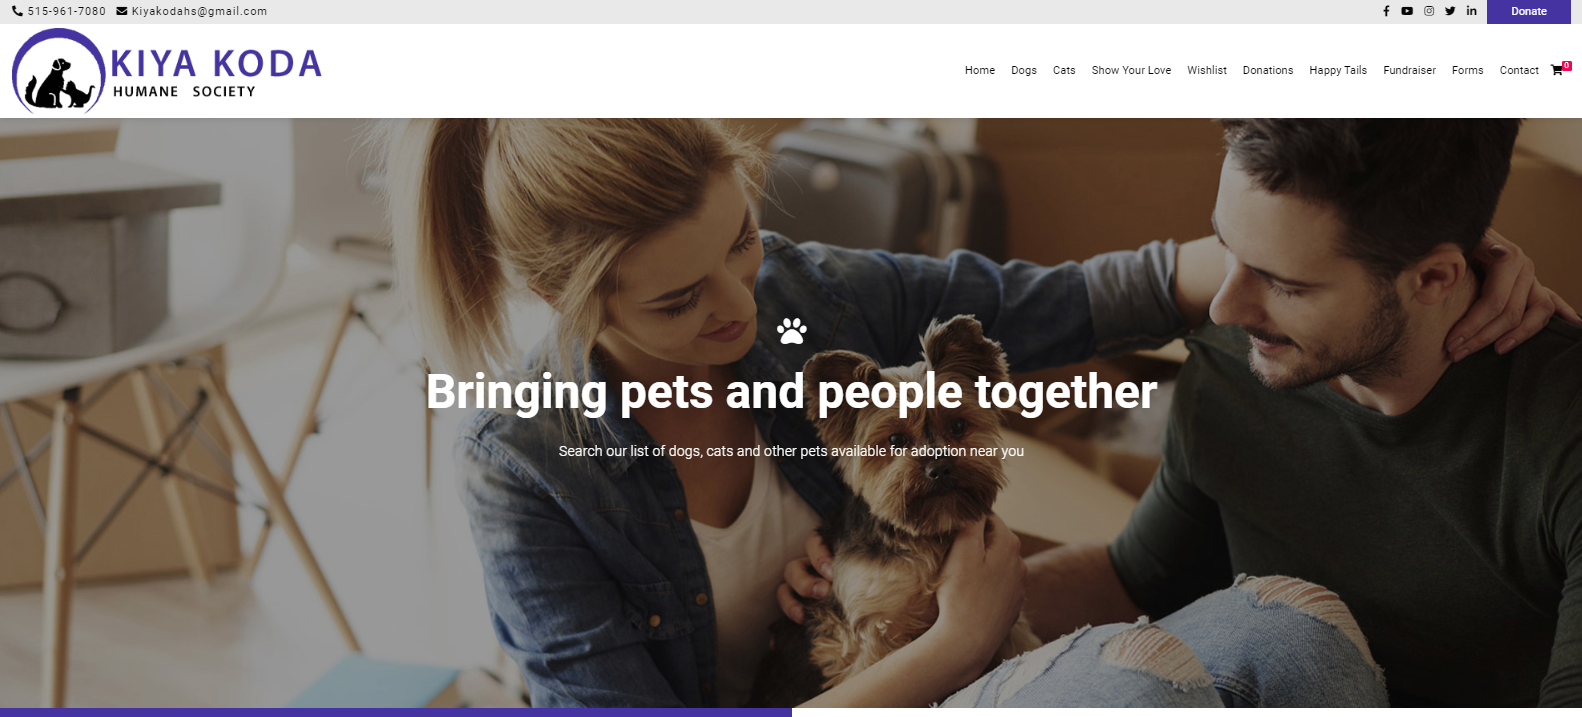 515-961-7080 Kiyakodahs@gmail.com
Donate
KIYA KODA
HUMANE SOCIETY
Home Dogs Cats Show Your Love Wishlist Donations Happy Tails Fundraiser Forms Contact 0
Bringing pets and people together
Search our list of dogs, cats and other pets available for adoption near you